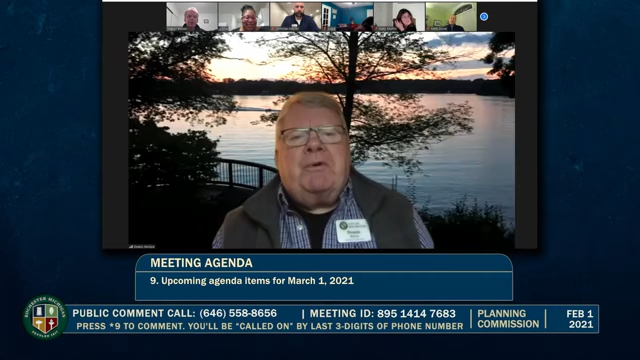 MEETING AGENDA
9. Upcoming agenda items for March 1, 2021
PUBLIC COMMENT CALL: (646) 558-8656 | MEETING ID: 895 1414 7683
PRESS *9 TO COMMENT. YOU'LL BE “CALLED ON” BY LAST 3-DIGITS OF PHONE NUMBER
PLANNING
COMMISSION
FEB 1
2021